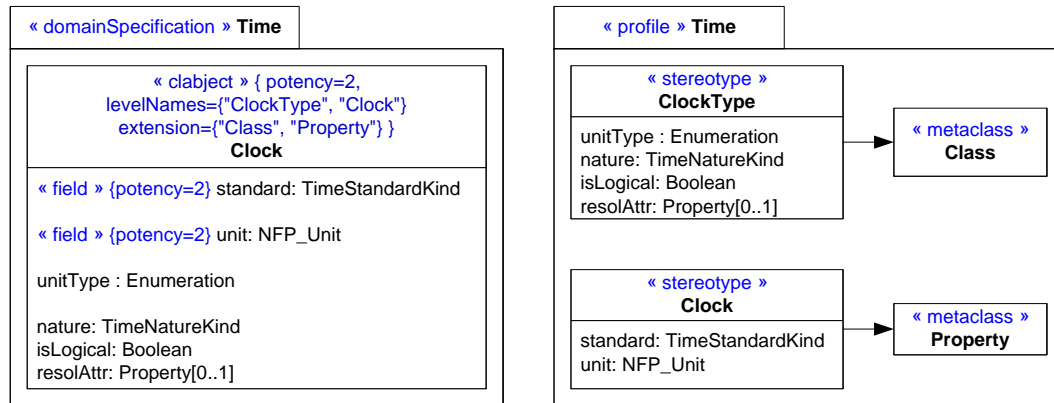 « domainSpecification » Time
« clabject » { potency=2,
levelNames={"ClockType", "Clock"}
extension={"Class", "Property"} }
Clock
« field » {potency=2} standard: TimeStandardKind
« field » {potency=2} unit: NFP_Unit
unitType : Enumeration
nature: TimeNatureKind
isLogical: Boolean
resolAttr: Property[0..1]
« profile » Time
« stereotype »
ClockType
unitType : Enumeration
nature: TimeNatureKind
isLogical: Boolean
resolAttr: Property[0..1]
« metaclass »
Class
« stereotype »
Clock
standard: TimeStandardKind
unit: NFP_Unit
« metaclass »
Property